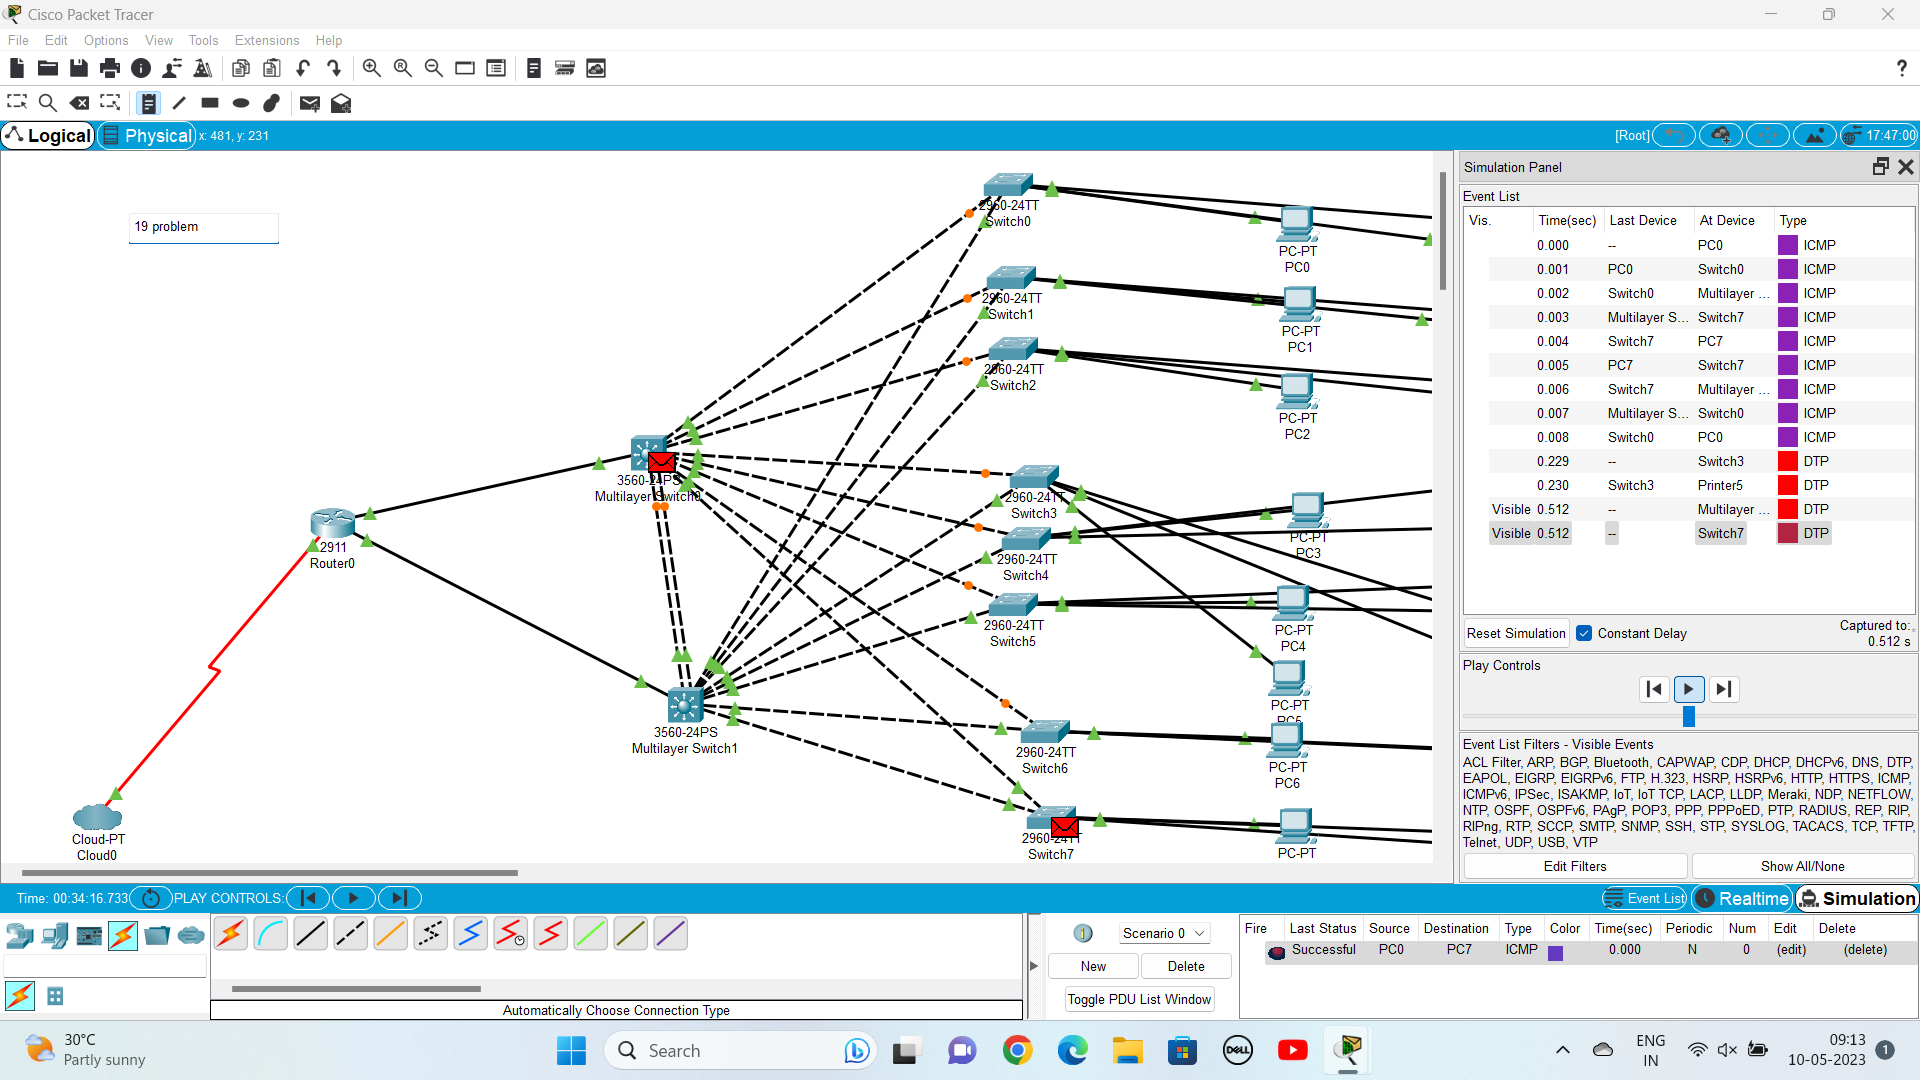 Cisco Packet Tracer
File Edit Options View Tools Extensions Help
Logical Physical x: 481, y: 231 [Root] 17:47:00
19 problem
2960-24TT
Switch0
PC-PT
PC0
2960-24TT
Switch1
PC-PT
PC1
2960-24TT
Switch2
PC-PT
PC2
3560-24PS
Multilayer Switch0
2960-24TT
Switch3
PC-PT
PC3
2911
Router0
2960-24TT
Switch4
PC-PT
PC4
2960-24TT
Switch5
PC-PT
PC5
3560-24PS
Multilayer Switch1
2960-24TT
Switch6
PC-PT
PC6
Cloud-PT
Cloud0
2960-24TT
Switch7
PC-PT
Simulation Panel
Event List
Vis. Time(sec) Last Device At Device Type
0.000 -- PC0 ICMP
0.001 PC0 Switch0 ICMP
0.002 Switch0 Multilayer ... ICMP
0.003 Multilayer S... Switch7 ICMP
0.004 Switch7 PC7 ICMP
0.005 PC7 Switch7 ICMP
0.006 Switch7 Multilayer ... ICMP
0.007 Multilayer S... Switch0 ICMP
0.008 Switch0 PC0 ICMP
0.229 -- Switch3 DTP
0.230 Switch3 Printer5 DTP
Visible 0.512 -- Multilayer ... DTP
Visible 0.512 -- Switch7 DTP
Reset Simulation Constant Delay Captured to:
0.512 s
Play Controls
Event List Filters - Visible Events
ACL Filter, ARP, BGP, Bluetooth, CAPWAP, CDP, DHCP, DHCPv6, DNS, DTP,
EAPOL, EIGRP, EIGRPv6, FTP, H.323, HSRP, HSRPv6, HTTP, HTTPS, ICMP,
ICMPv6, IPSec, ISAKMP, IoT, IoT TCP, LACP, LLDP, Meraki, NDP, NETFLOW,
NTP, OSPF, OSPFv6, PAgP, POP3, PPP, PPPoED, PTP, RADIUS, REP, RIP,
RIPng, RTP, SCCP, SMTP, SNMP, SSH, STP, SYSLOG, TACACS, TCP, TFTP,
Telnet, UDP, USB, VTP
Edit Filters Show All/None
Time: 00:34:16.733 PLAY CONTROLS: Event List Realtime Simulation
Automatically Choose Connection Type
Scenario 0
New Delete
Toggle PDU List Window
Fire Last Status Source Destination Type Color Time(sec) Periodic Num Edit Delete
Successful PC0 PC7 ICMP 0.000 N 0 (edit) (delete)
30°C
Partly sunny
Search
DELL
ENG
IN
09:13
10-05-2023
1